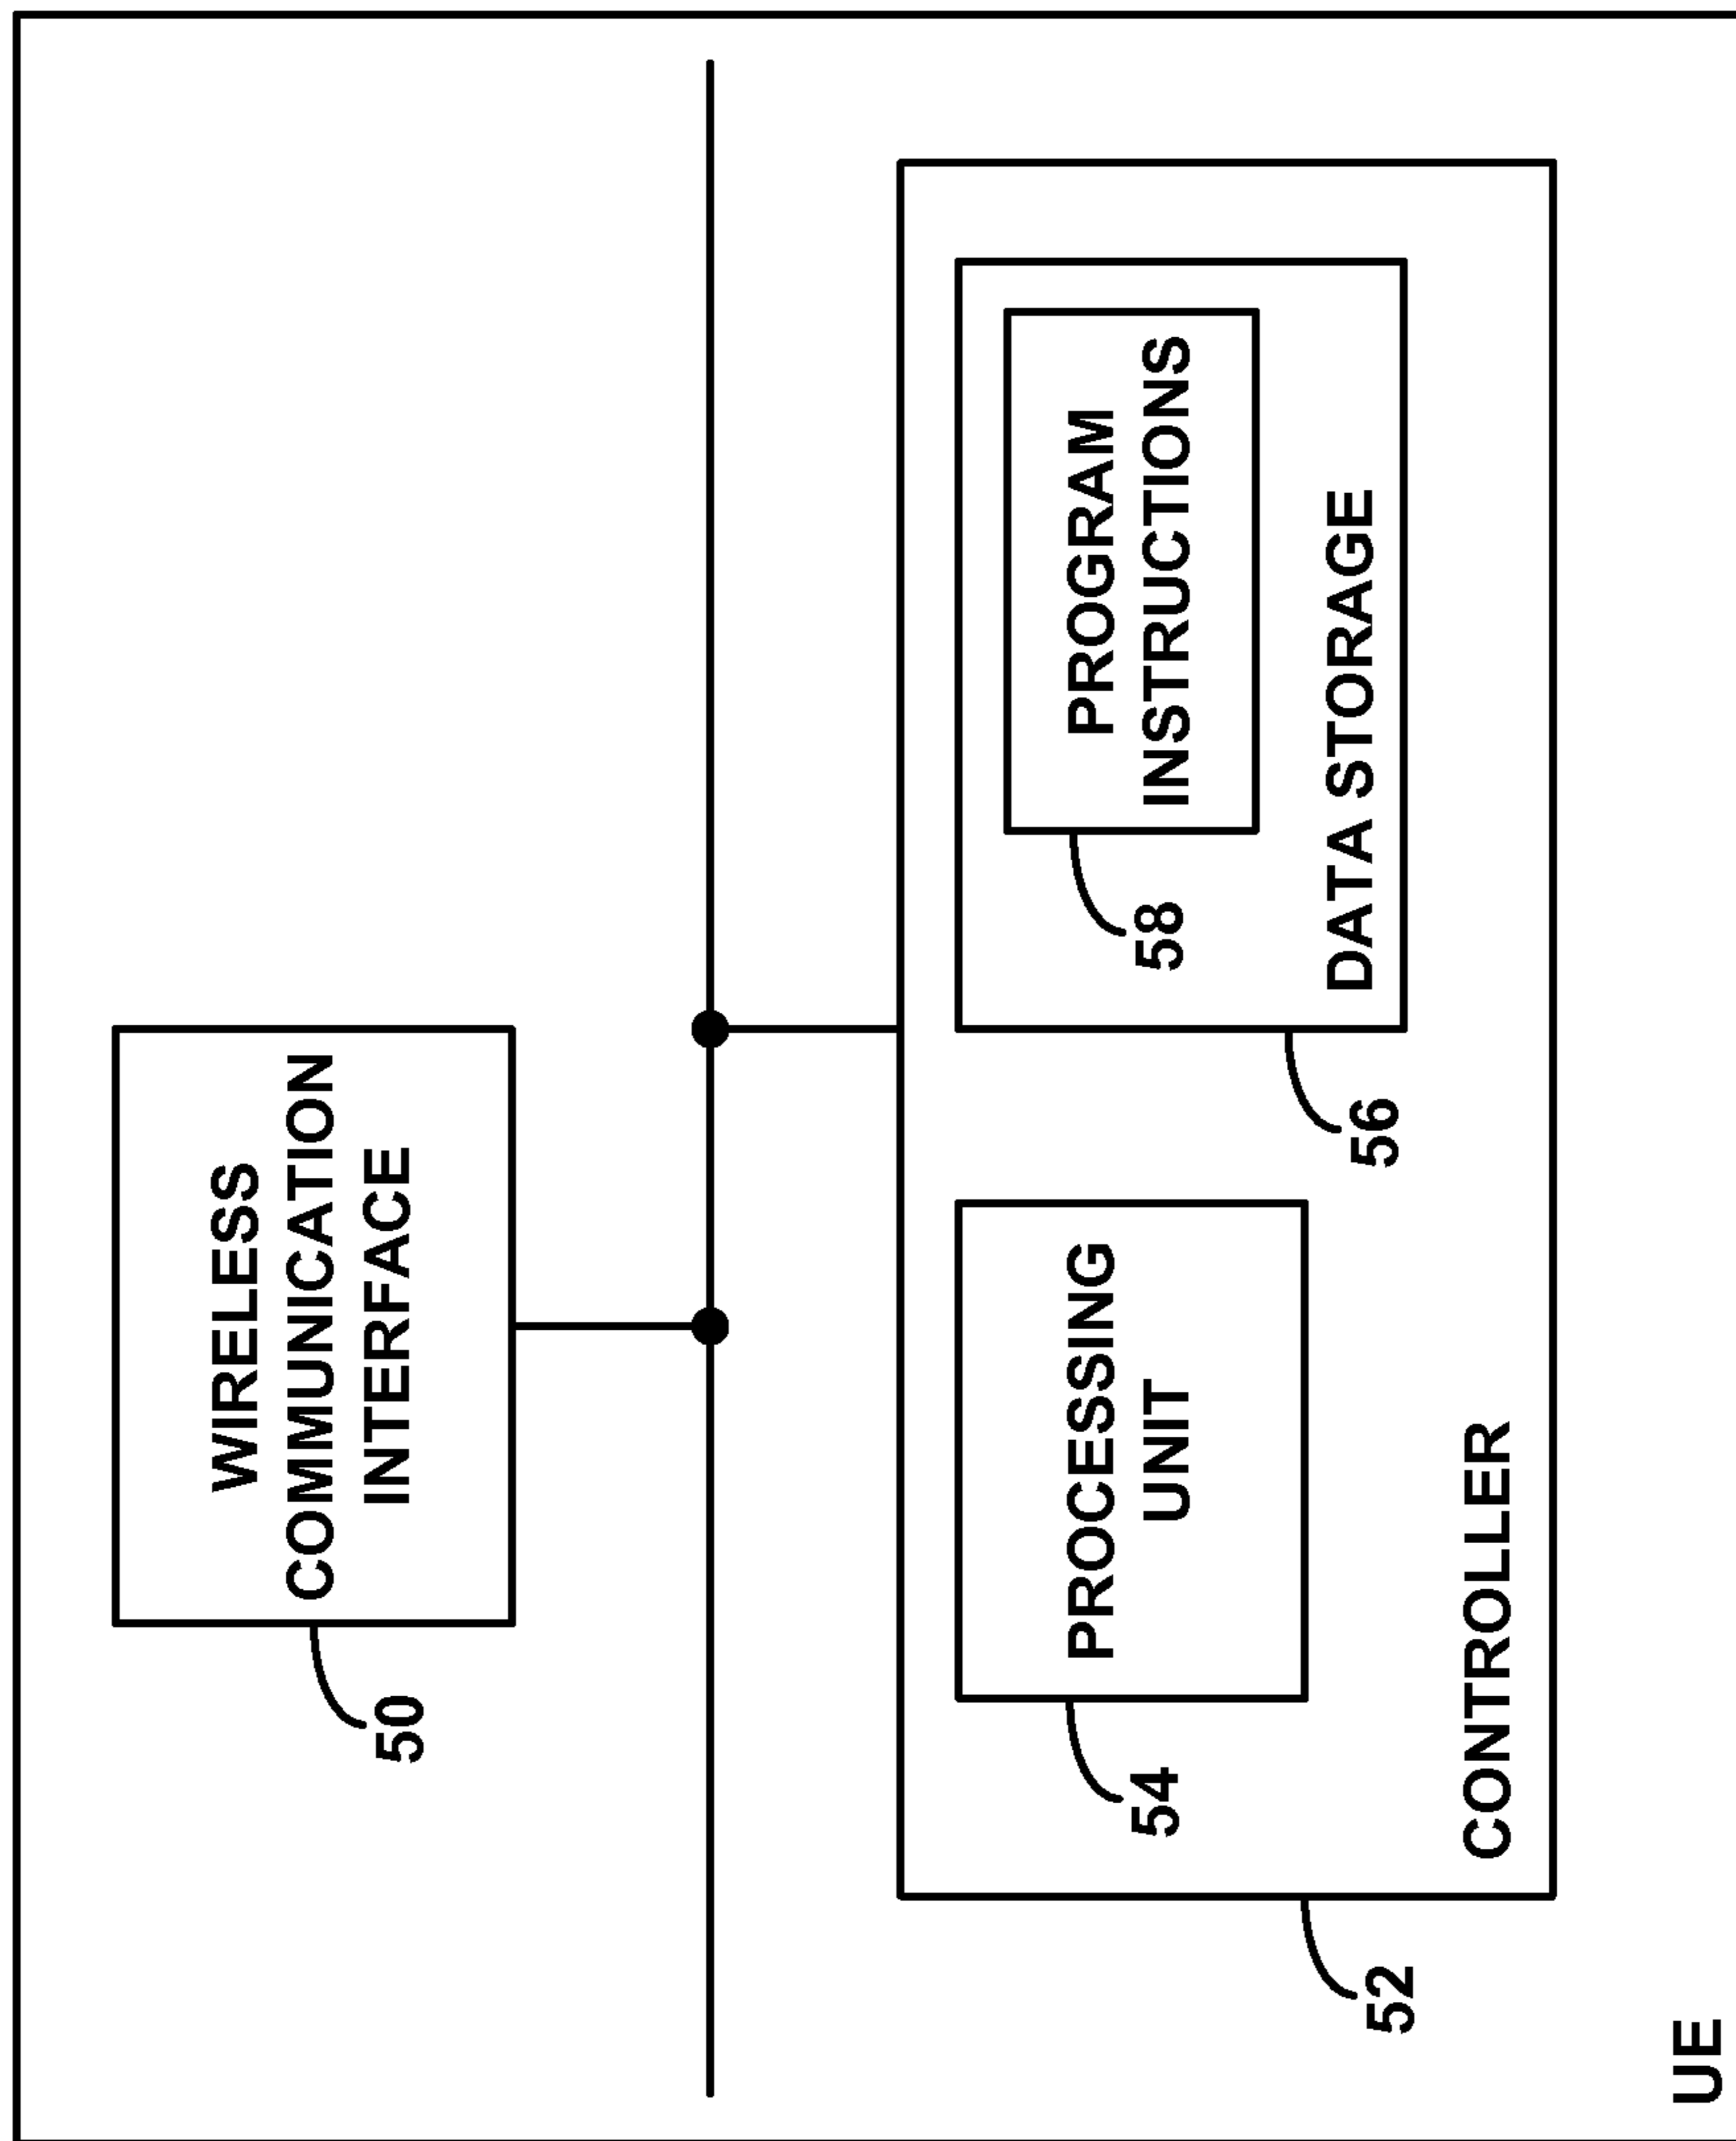 WIRELESS
COMMUNICATION
INTERFACE
50
PROCESSING
UNIT
54
PROGRAM
INSTRUCTIONS
58
DATA STORAGE
56
CONTROLLER
52
UE